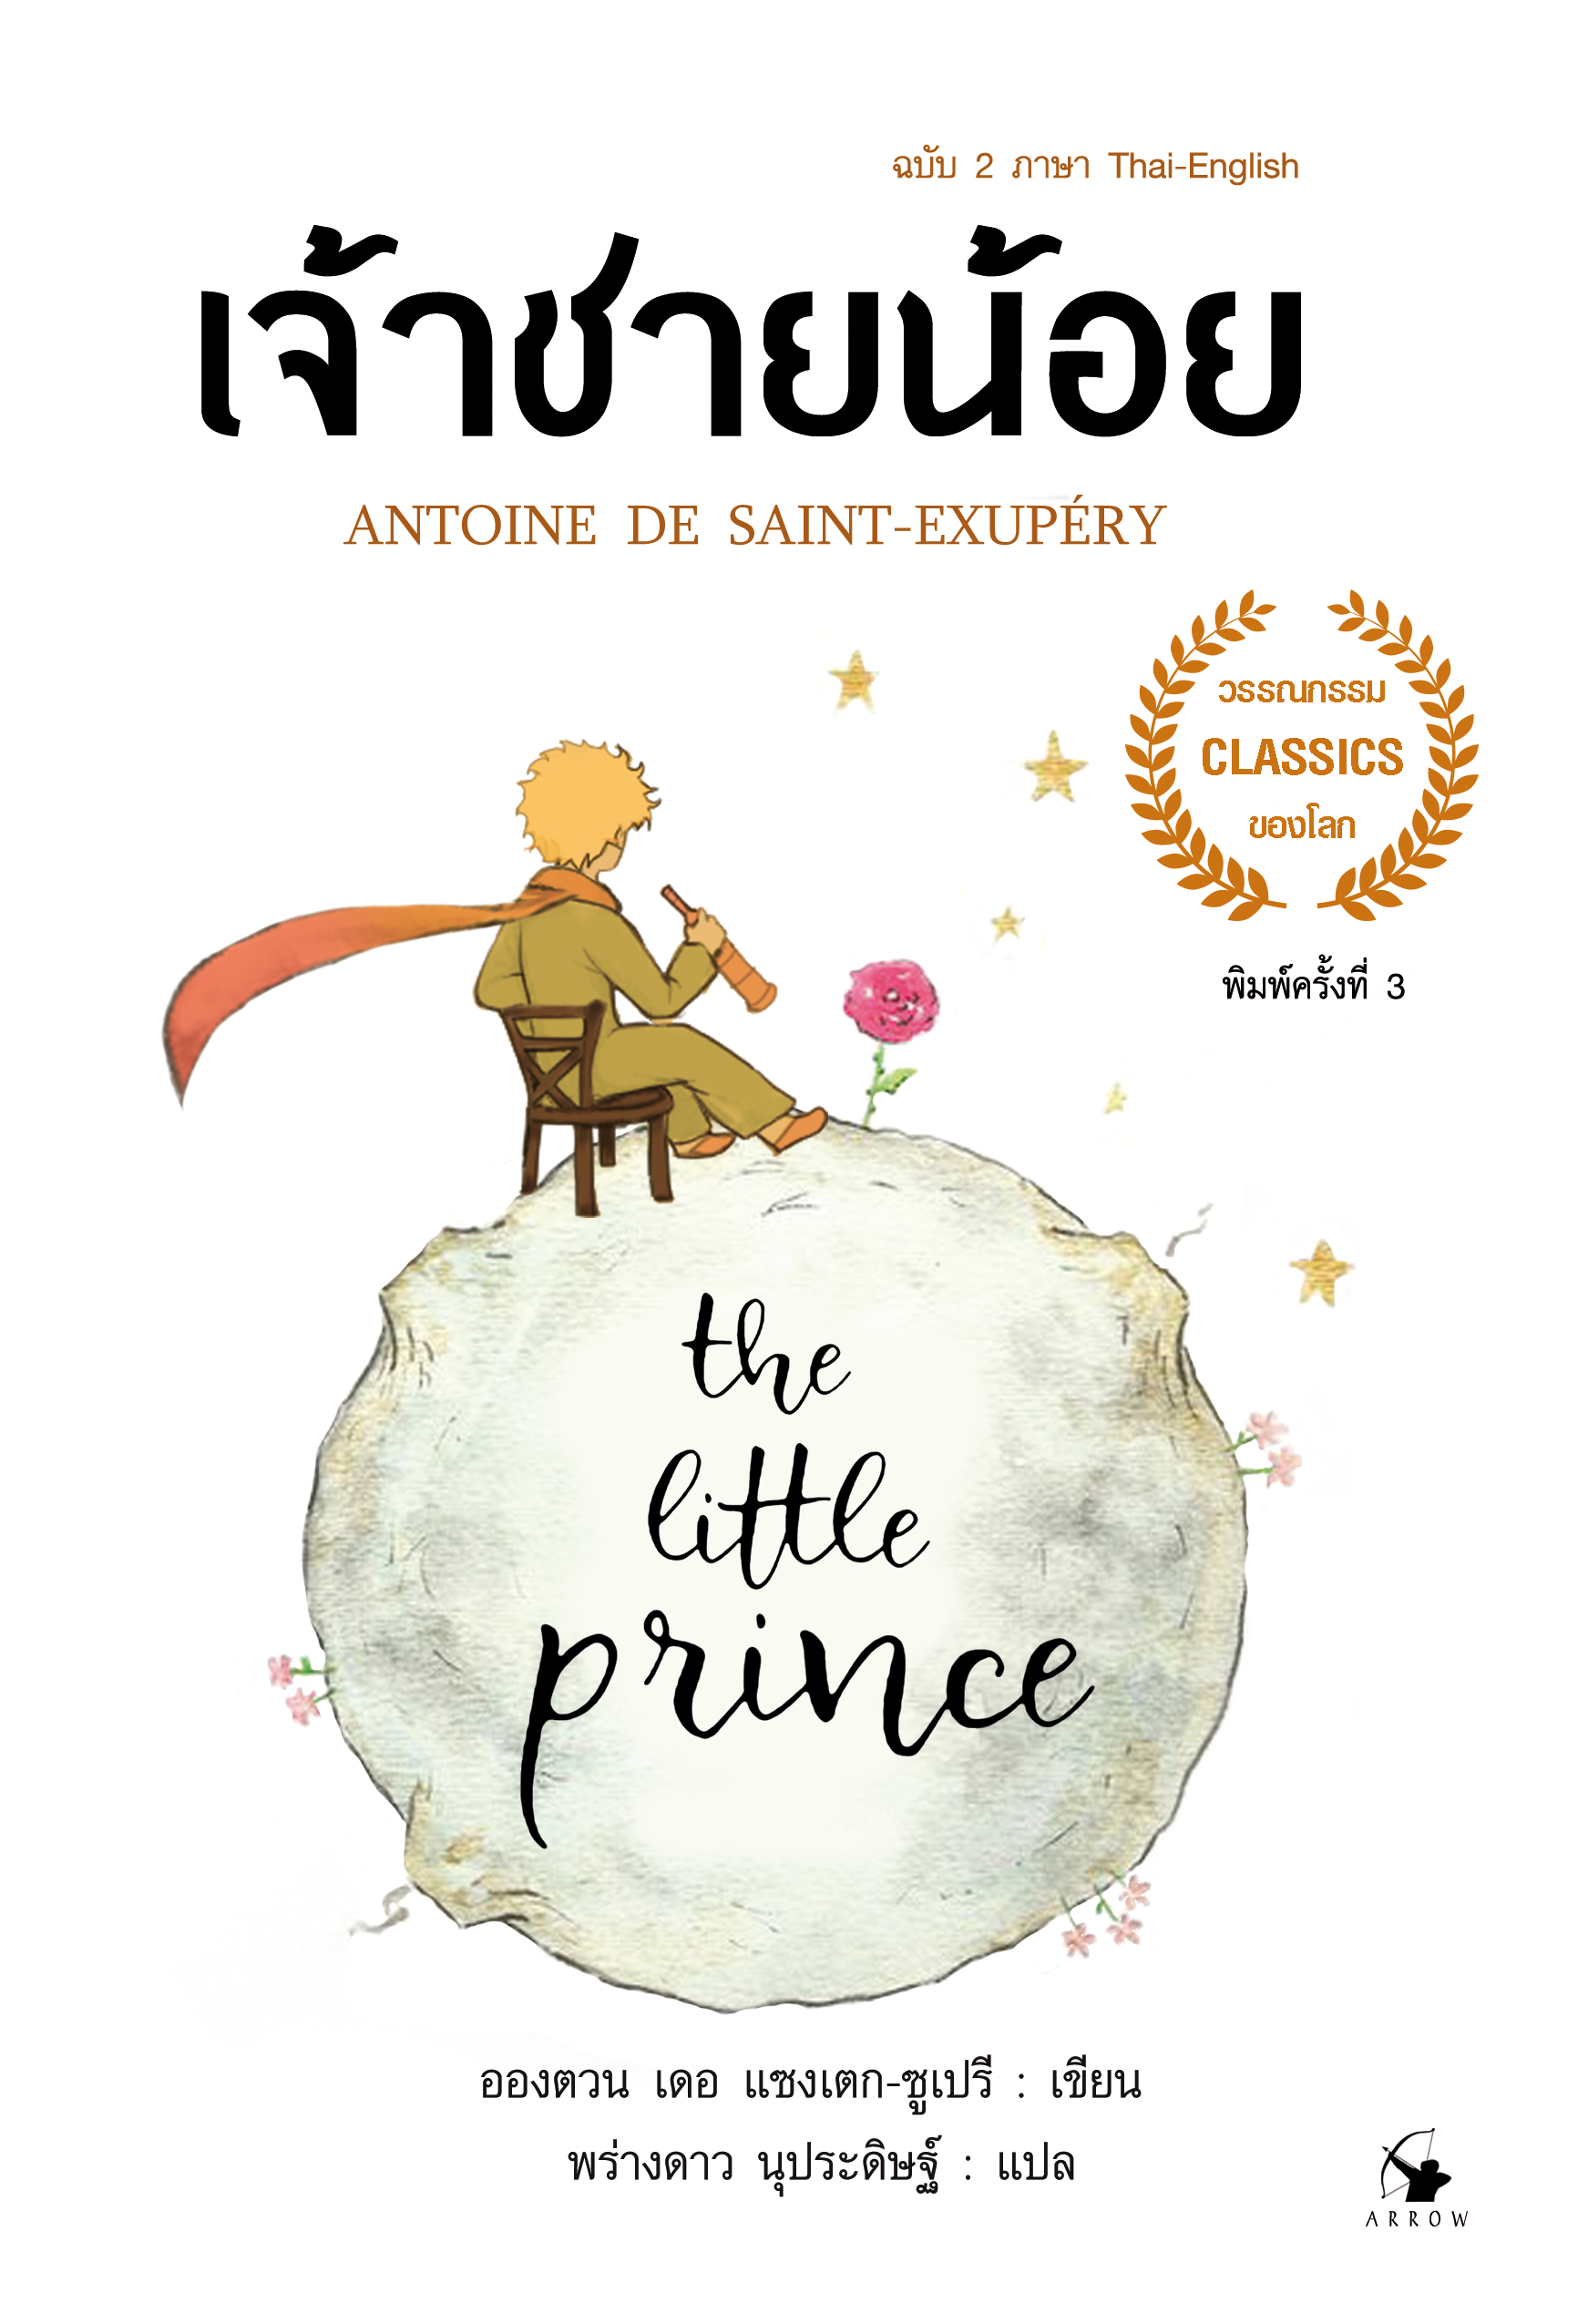 ฉบับ 2 ภาษา Thai-English
เจ้าชายน้อย
ANTOINE DE SAINT-EXUPÉRY
วรรณกรรม
CLASSICS
ของโลก
พิมพ์ครั้งที่ 3
the
little
prince
อองตวน เดอ แซงเตก-ซูเปรี : เขียน
พร่างดาว นุประดิษฐ์ : แปล
ARROW